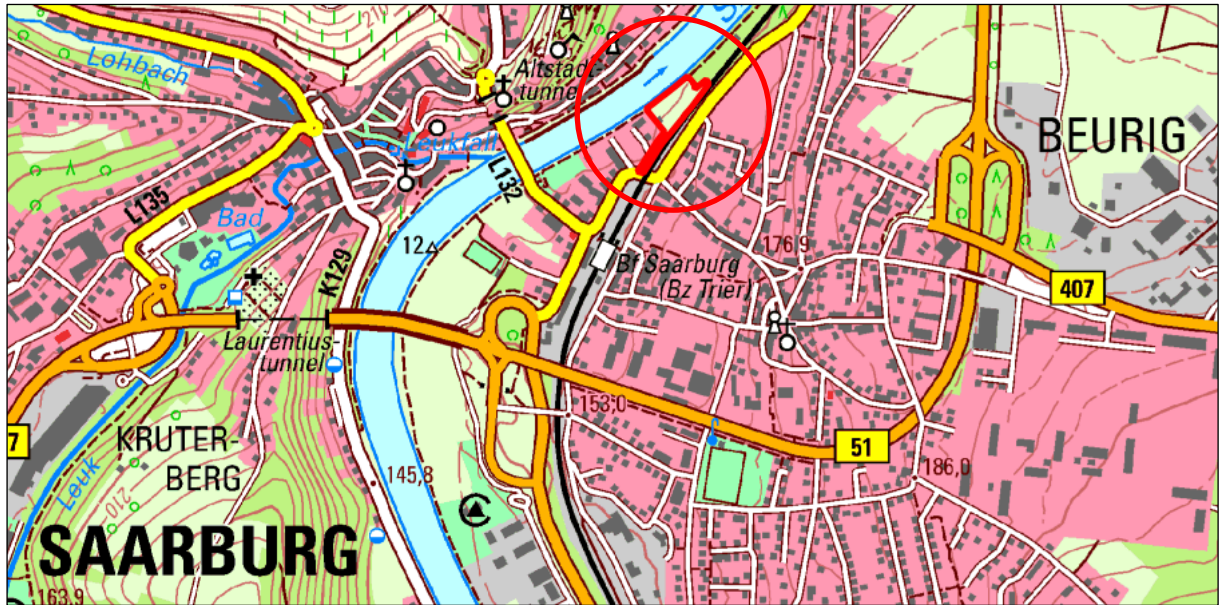 210
Lohbach
Altstadt-
tunnel
S
BEURIG
Leukfall
L132
L135
Bad
K129
12
176,9
Bf Saarburg
(Bz Trier)
407
Laurentius-
tunnel
153,0
7
51
KRUTER-
BERG
145,8
186,0
Leuk
210
SAARBURG
163,9